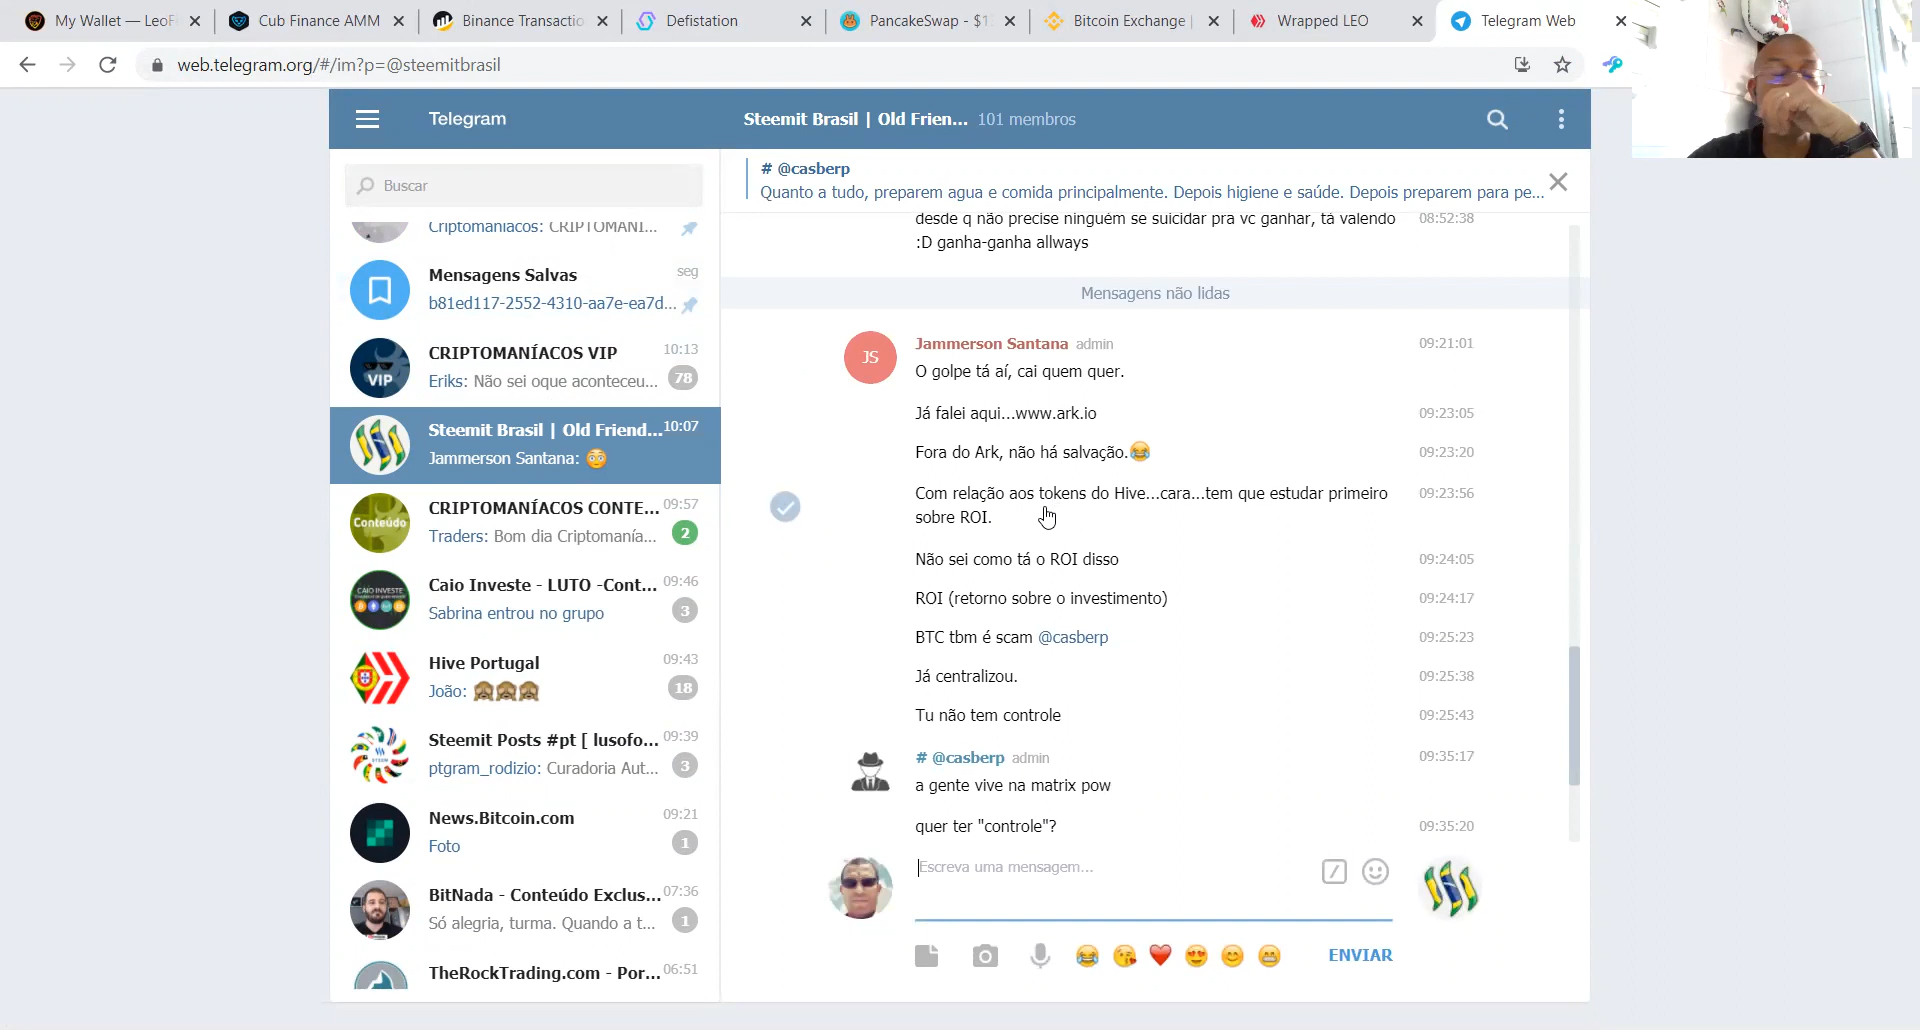 My Wallet — LeoFi
Cub Finance AMM
Binance Transactio
Defistation
PancakeSwap - $1
Bitcoin Exchange |
Wrapped LEO
Telegram Web
web.telegram.org/#/im?p=@steemitbrasil
Telegram
Steemit Brasil | Old Frien... 101 membros
Buscar
Criptomaníacos: CRIPTOMANÍ...
Mensagens Salvas seg
b81ed117-2552-4310-aa7e-ea7d...
VIP
CRIPTOMANÍACOS VIP 10:13
Eriks: Não sei oque aconteceu... 78
Steemit Brasil | Old Friend... 10:07
Jammerson Santana: 😳
Conteúdo
CRIPTOMANÍACOS CONTE... 09:57
Traders: Bom dia Criptomanía... 2
CAIO INVESTE
Caio Investe - LUTO -Cont... 09:46
Sabrina entrou no grupo 3
Hive Portugal 09:43
João: 🙈🙈🙈 18
Steemit Posts #pt [ lusofo... 09:39
ptgram_rodizio: Curadoria Aut... 3
News.Bitcoin.com 09:21
Foto 1
BitNada - Conteúdo Exclus... 07:36
Só alegria, turma. Quando a t... 1
TheRockTrading.com - Por... 06:51
# @casberp
Quanto a tudo, preparem agua e comida principalmente. Depois higiene e saúde. Depois preparem para pe...
desde q não precise ninguém se suicidar pra vc ganhar, tá valendo 08:52:38
:D ganha-ganha allways
Mensagens não lidas
JS
Jammerson Santana admin 09:21:01
O golpe tá aí, cai quem quer.
Já falei aqui...www.ark.io 09:23:05
Fora do Ark, não há salvação.😂 09:23:20
Com relação aos tokens do Hive...cara...tem que estudar primeiro 09:23:56
sobre ROI.
Não sei como tá o ROI disso 09:24:05
ROI (retorno sobre o investimento) 09:24:17
BTC tbm é scam @casberp 09:25:23
Já centralizou. 09:25:38
Tu não tem controle 09:25:43
# @casberp admin 09:35:17
a gente vive na matrix pow
quer ter "controle"? 09:35:20
Escreva uma mensagem...
ENVIAR